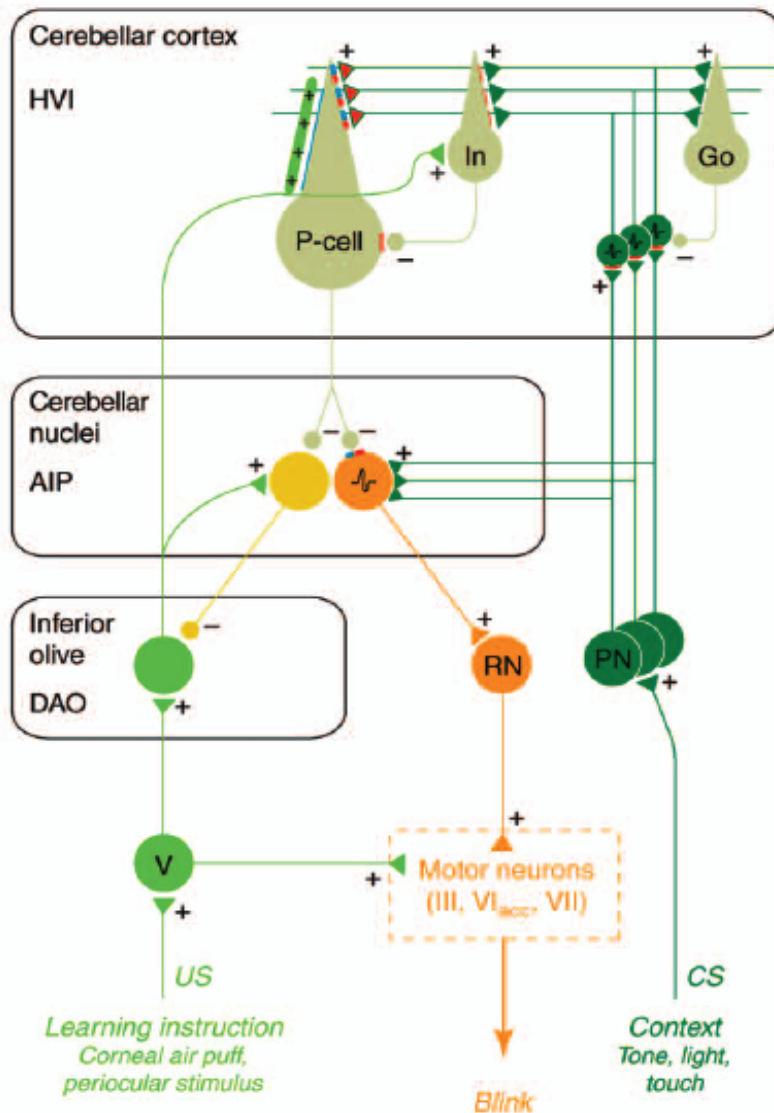 Cerebellar cortex
HVI
+
+
+
+
+
+
+
In
Go
+
P-cell
−
−
+
Cerebellar
nuclei
AIP
−
−
+
+
Inferior
olive
DAO
−
+
+
RN
PN
+
+
V
+
Motor neurons
(III, VIacc, VII)
+
US
CS
Learning instruction
Corneal air puff,
periocular stimulus
Context
Tone, light,
touch
Blink